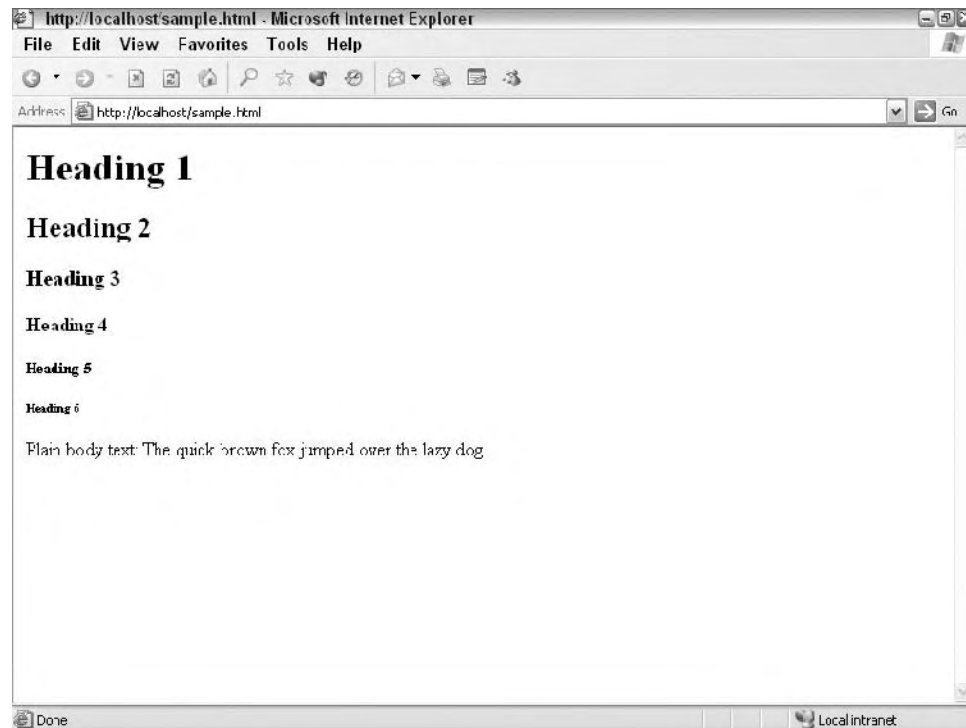 http://localhost/sample.html - Microsoft Internet Explorer
File Edit View Favorites Tools Help
Address http://localhost/sample.html Go
Heading 1
Heading 2
Heading 3
Heading 4
Heading 5
Heading 6
Plain body text: The quick brown fox jumped over the lazy dog.
Done Local intranet